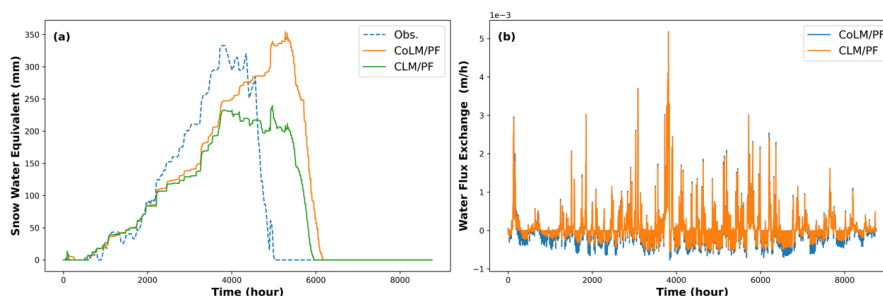 (a)
Obs.
CoLM/PF
CLM/PF
Snow Water Equivalent (mm)
350
300
250
200
150
100
50
0
0 2000 4000 6000 8000
Time (hour)
1e−3
(b)
CoLM/PF
CLM/PF
Water Flux Exchange (m/h)
5
4
3
2
1
0
−1
0 2000 4000 6000 8000
Time (hour)